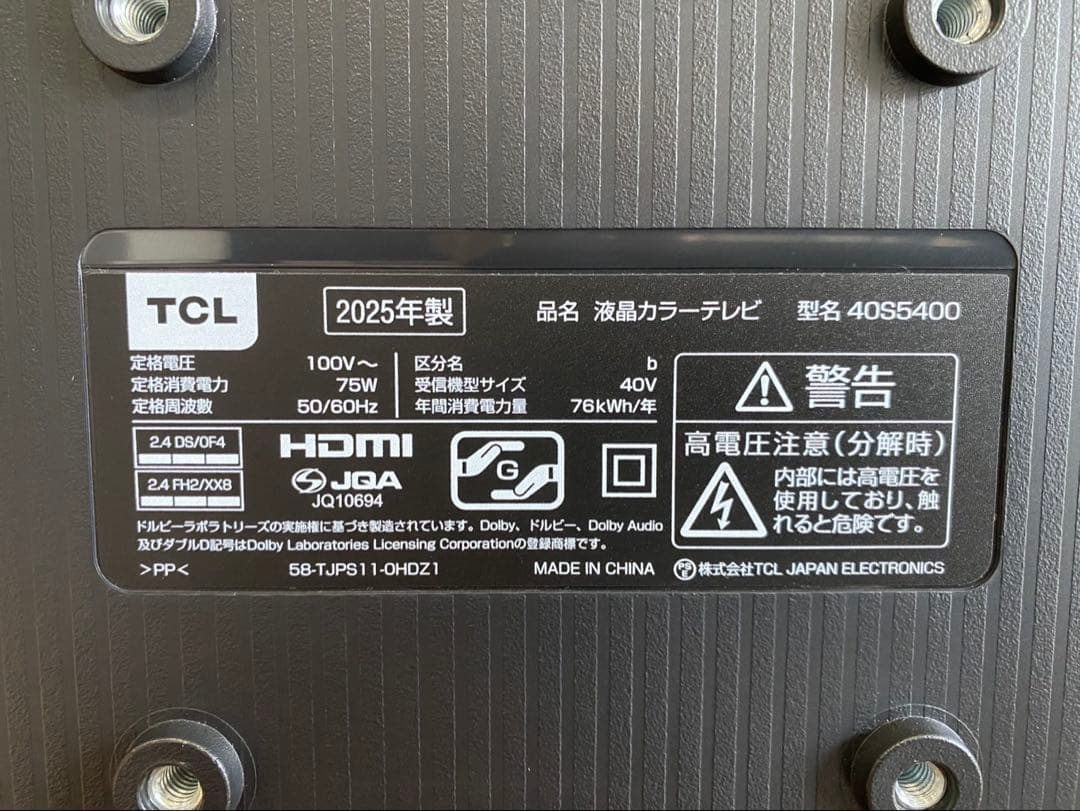 TCL
2025年製
品名 液晶カラーテレビ 型名 40S5400
定格電圧 100V～
定格消費電力 75W
定格周波数 50/60Hz
区分名 b
受信機型サイズ 40V
年間消費電力量 76kWh/年
2.4 DS/OF4
2.4 FH2/XX8
HDMI
JQA
JQ10694
G
警告
高電圧注意(分解時)
内部には高電圧を
使用しており、触
れると危険です。
ドルビーラボラトリーズの実施権に基づき製造されています。Dolby、ドルビー、Dolby Audio
及びダブルD記号はDolby Laboratories Licensing Corporationの登録商標です。
>PP<
58-TJPS11-0HDZ1
MADE IN CHINA
PSE 株式会社TCL JAPAN ELECTRONICS